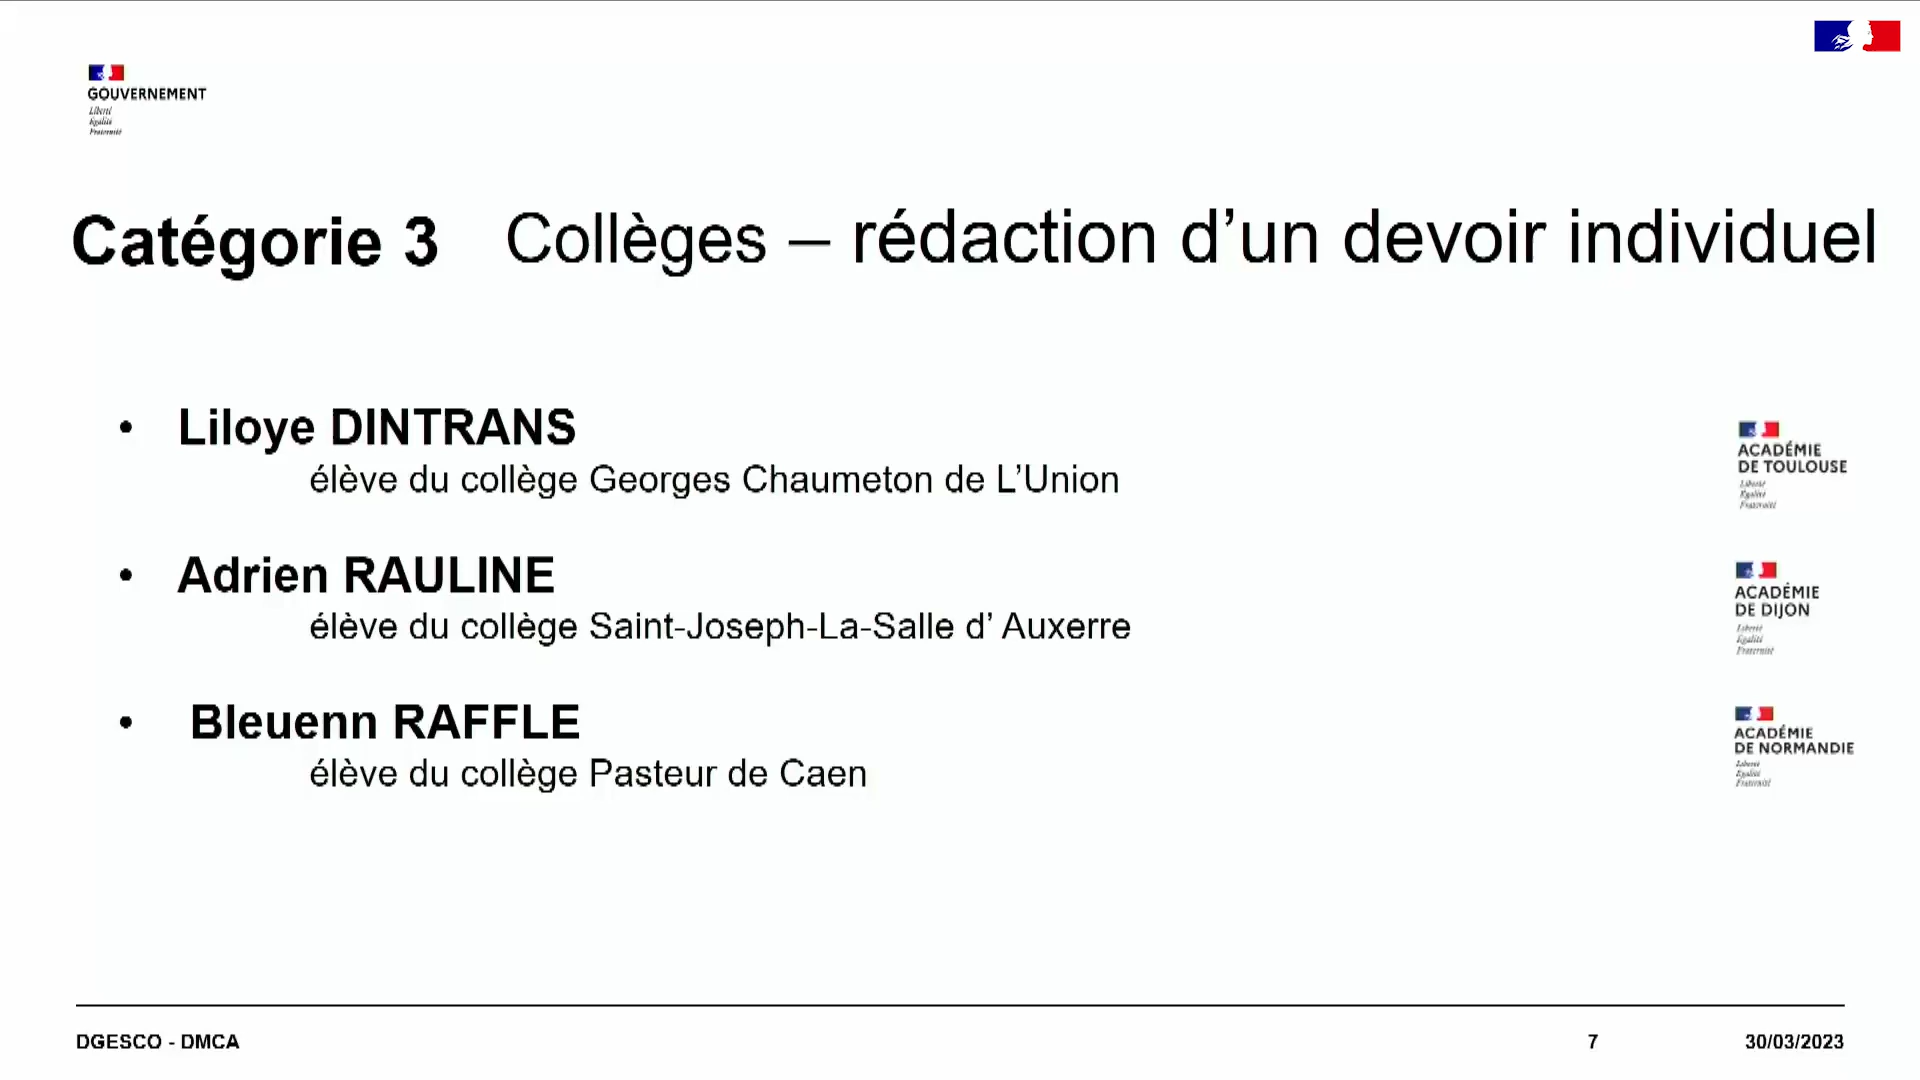 GOUVERNEMENT
Liberté
Égalité
Fraternité
Catégorie 3 Collèges – rédaction d’un devoir individuel
• Liloye DINTRANS
élève du collège Georges Chaumeton de L’Union
ACADÉMIE
DE TOULOUSE
Liberté
Égalité
Fraternité
• Adrien RAULINE
élève du collège Saint-Joseph-La-Salle d’ Auxerre
ACADÉMIE
DE DIJON
Liberté
Égalité
Fraternité
• Bleuenn RAFFLE
élève du collège Pasteur de Caen
ACADÉMIE
DE NORMANDIE
Liberté
Égalité
Fraternité
DGESCO - DMCA 7 30/03/2023